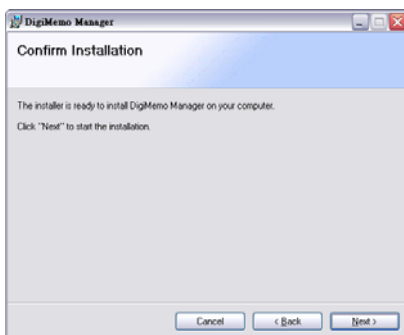 DigiMemo Manager
Confirm Installation
The installer is ready to install DigiMemo Manager on your computer.
Click "Next" to start the installation.
Cancel
< Back
Next >